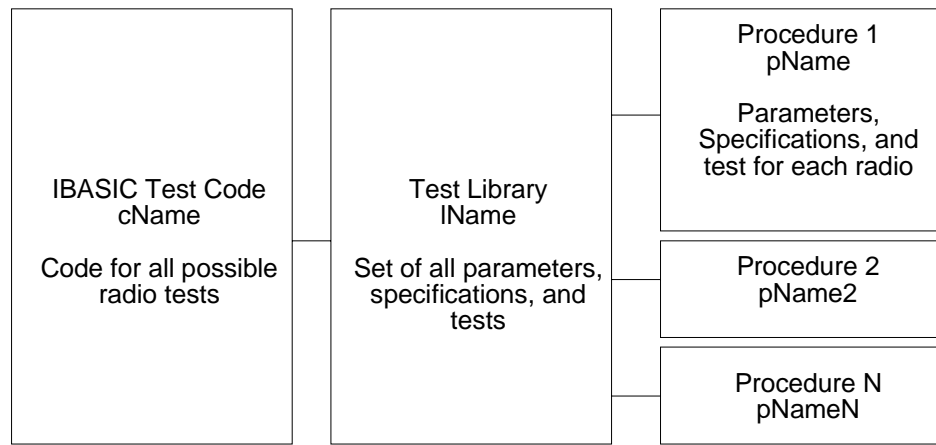 IBASIC Test Code
cName
Code for all possible
radio tests
Test Library
lName
Set of all parameters,
specifications, and
tests
Procedure 1
pName
Parameters,
Specifications, and
test for each radio
Procedure 2
pName2
Procedure N
pNameN